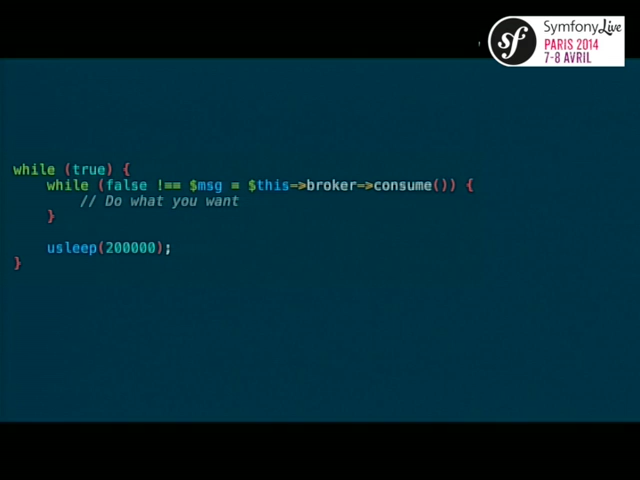 SymfonyLive
PARIS 2014
7-8 AVRIL
while (true) {
    while (false !== $msg = $this->broker->consume()) {
        // Do what you want
    }

    usleep(200000);
}